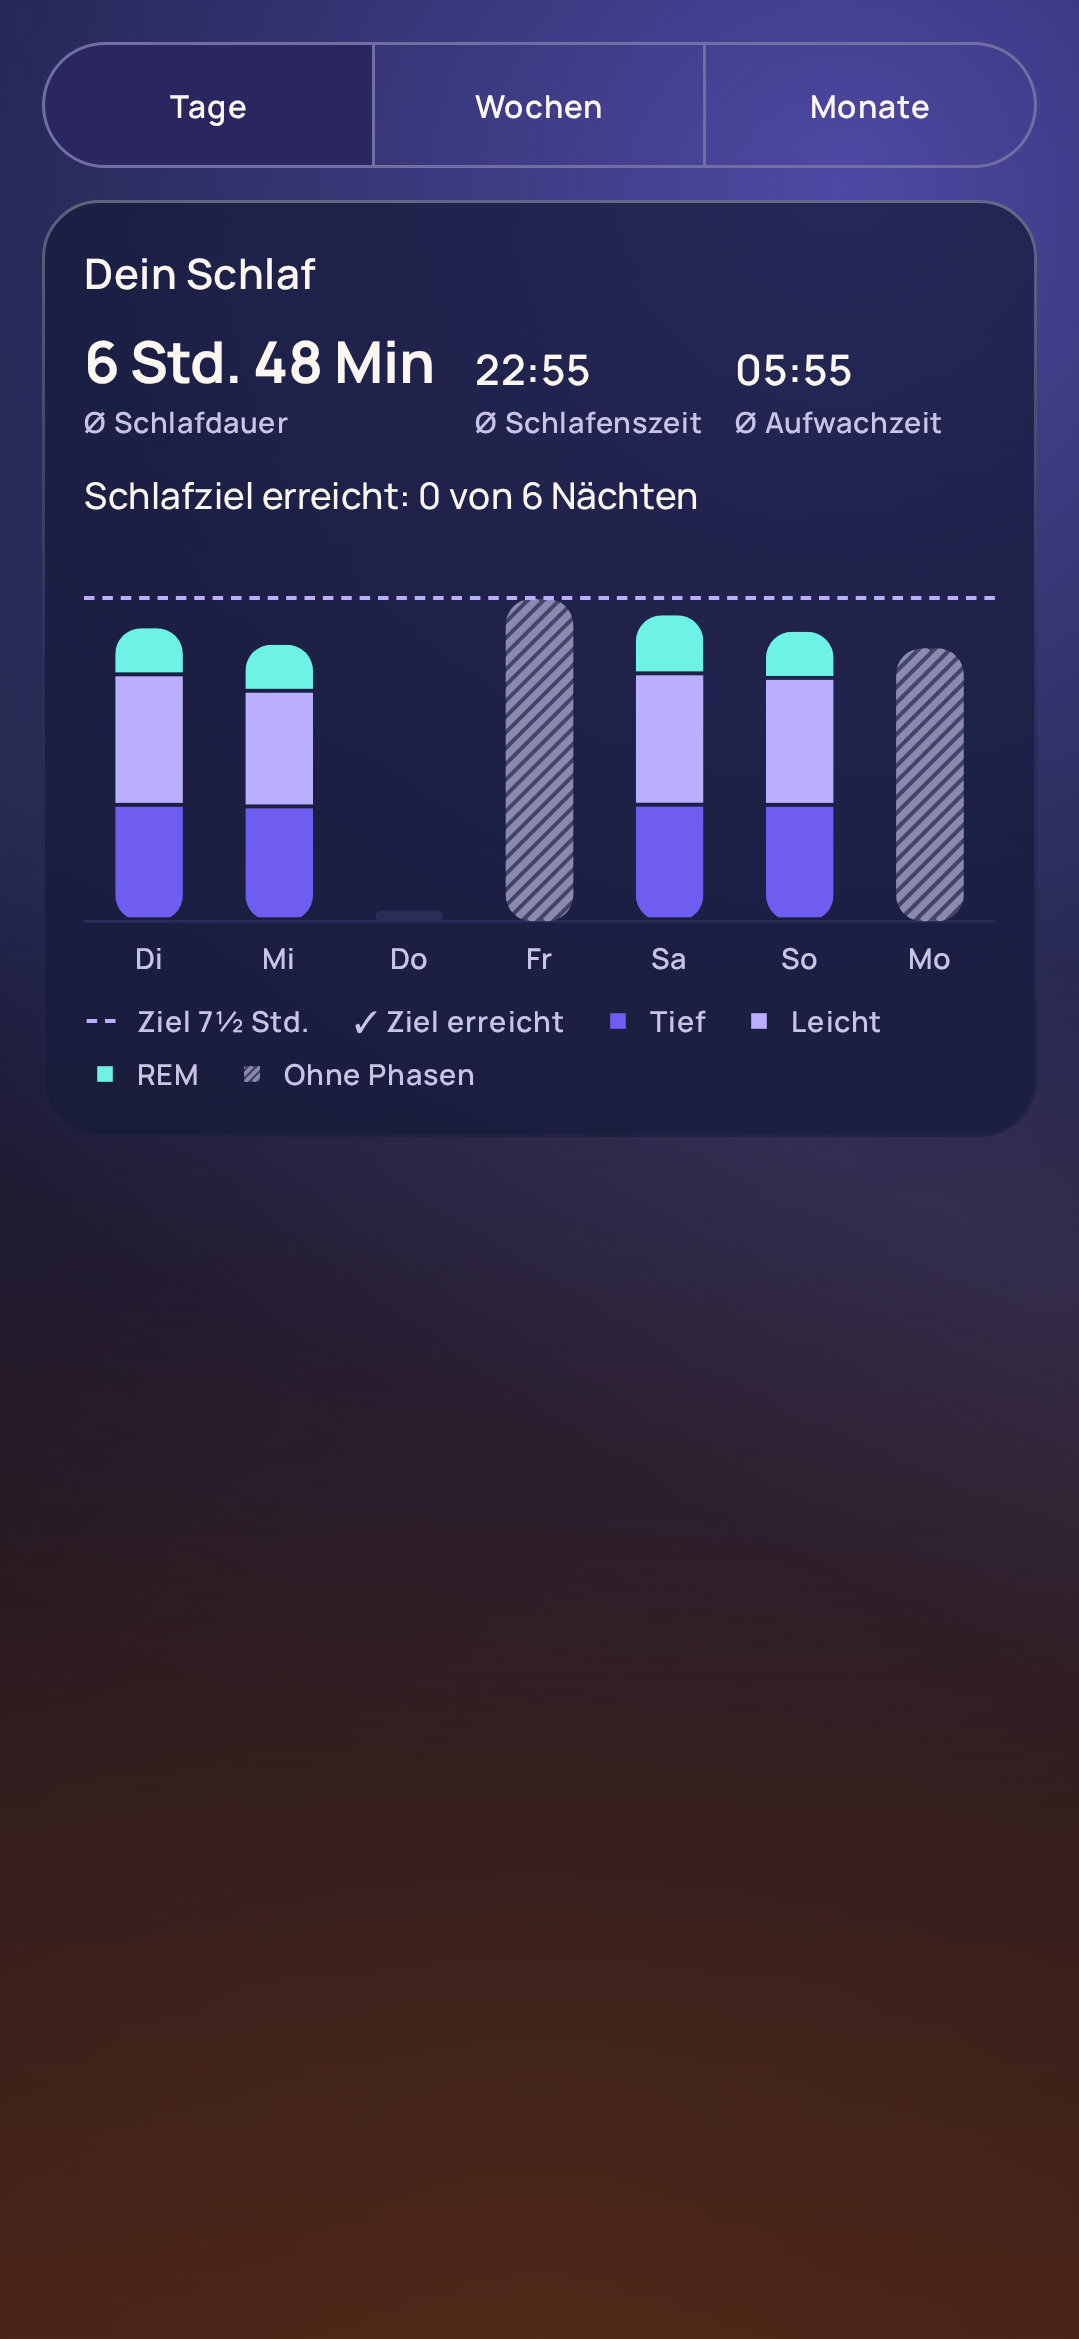 Tage Wochen Monate
Dein Schlaf
6 Std. 48 Min 22:55 05:55
Ø Schlafdauer Ø Schlafenszeit Ø Aufwachzeit
Schlafziel erreicht: 0 von 6 Nächten
Di Mi Do Fr Sa So Mo
Ziel 7½ Std. ✓ Ziel erreicht Tief Leicht
REM Ohne Phasen